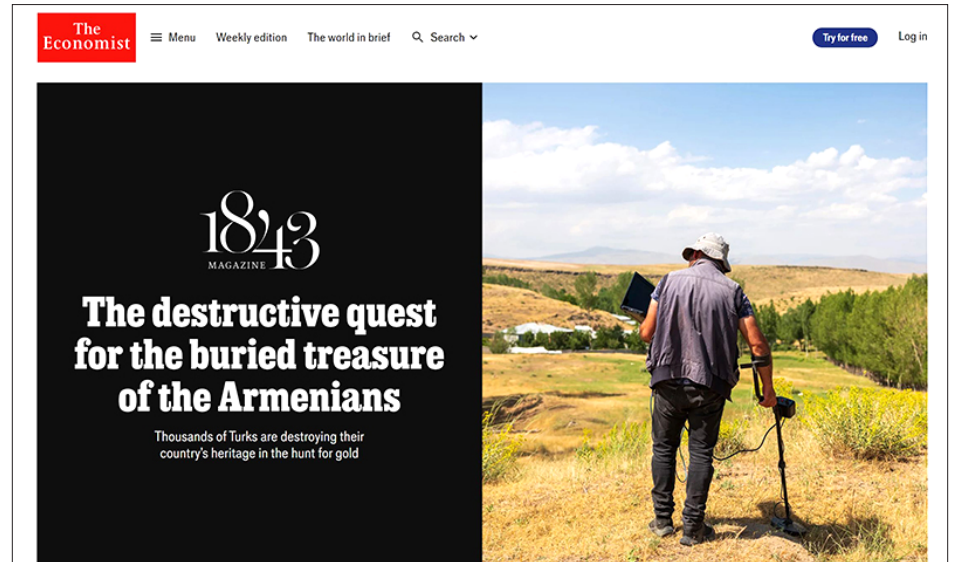 The
Economist
Menu
Weekly edition
The world in brief
Search
Try for free
Log in
1843
MAGAZINE
The destructive quest
for the buried treasure
of the Armenians
Thousands of Turks are destroying their
country's heritage in the hunt for gold